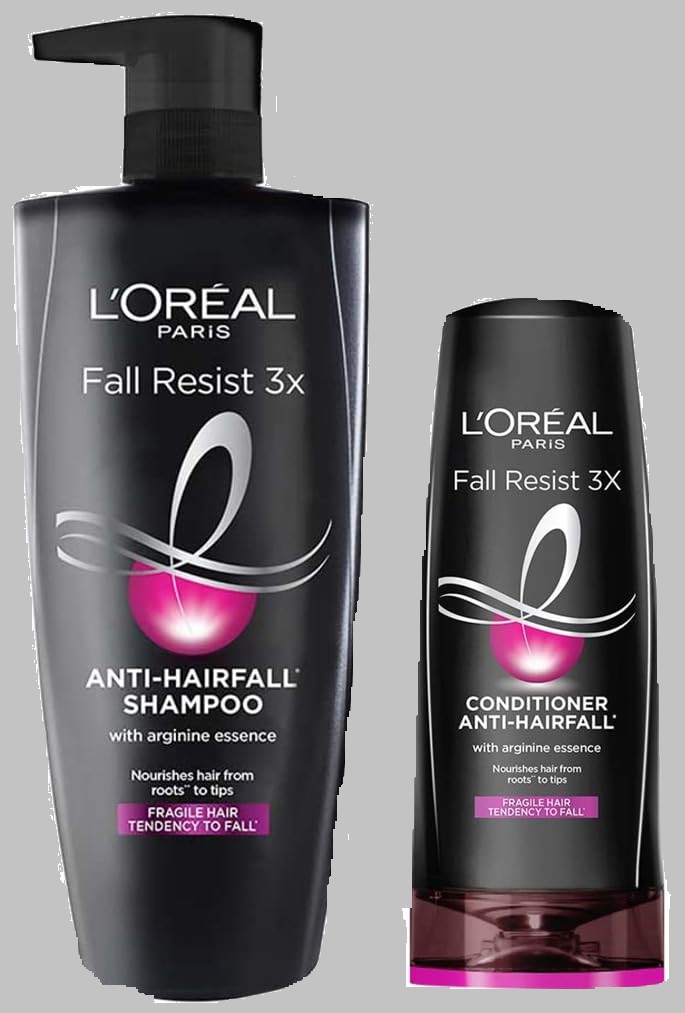 L'ORÉAL
PARiS
Fall Resist 3x
ANTI-HAIRFALL*
SHAMPOO
with arginine essence
Nourishes hair from
roots** to tips
FRAGILE HAIR
TENDENCY TO FALL*
L'ORÉAL
PARiS
Fall Resist 3X
CONDITIONER
ANTI-HAIRFALL*
with arginine essence
Nourishes hair from
roots** to tips
FRAGILE HAIR
TENDENCY TO FALL*